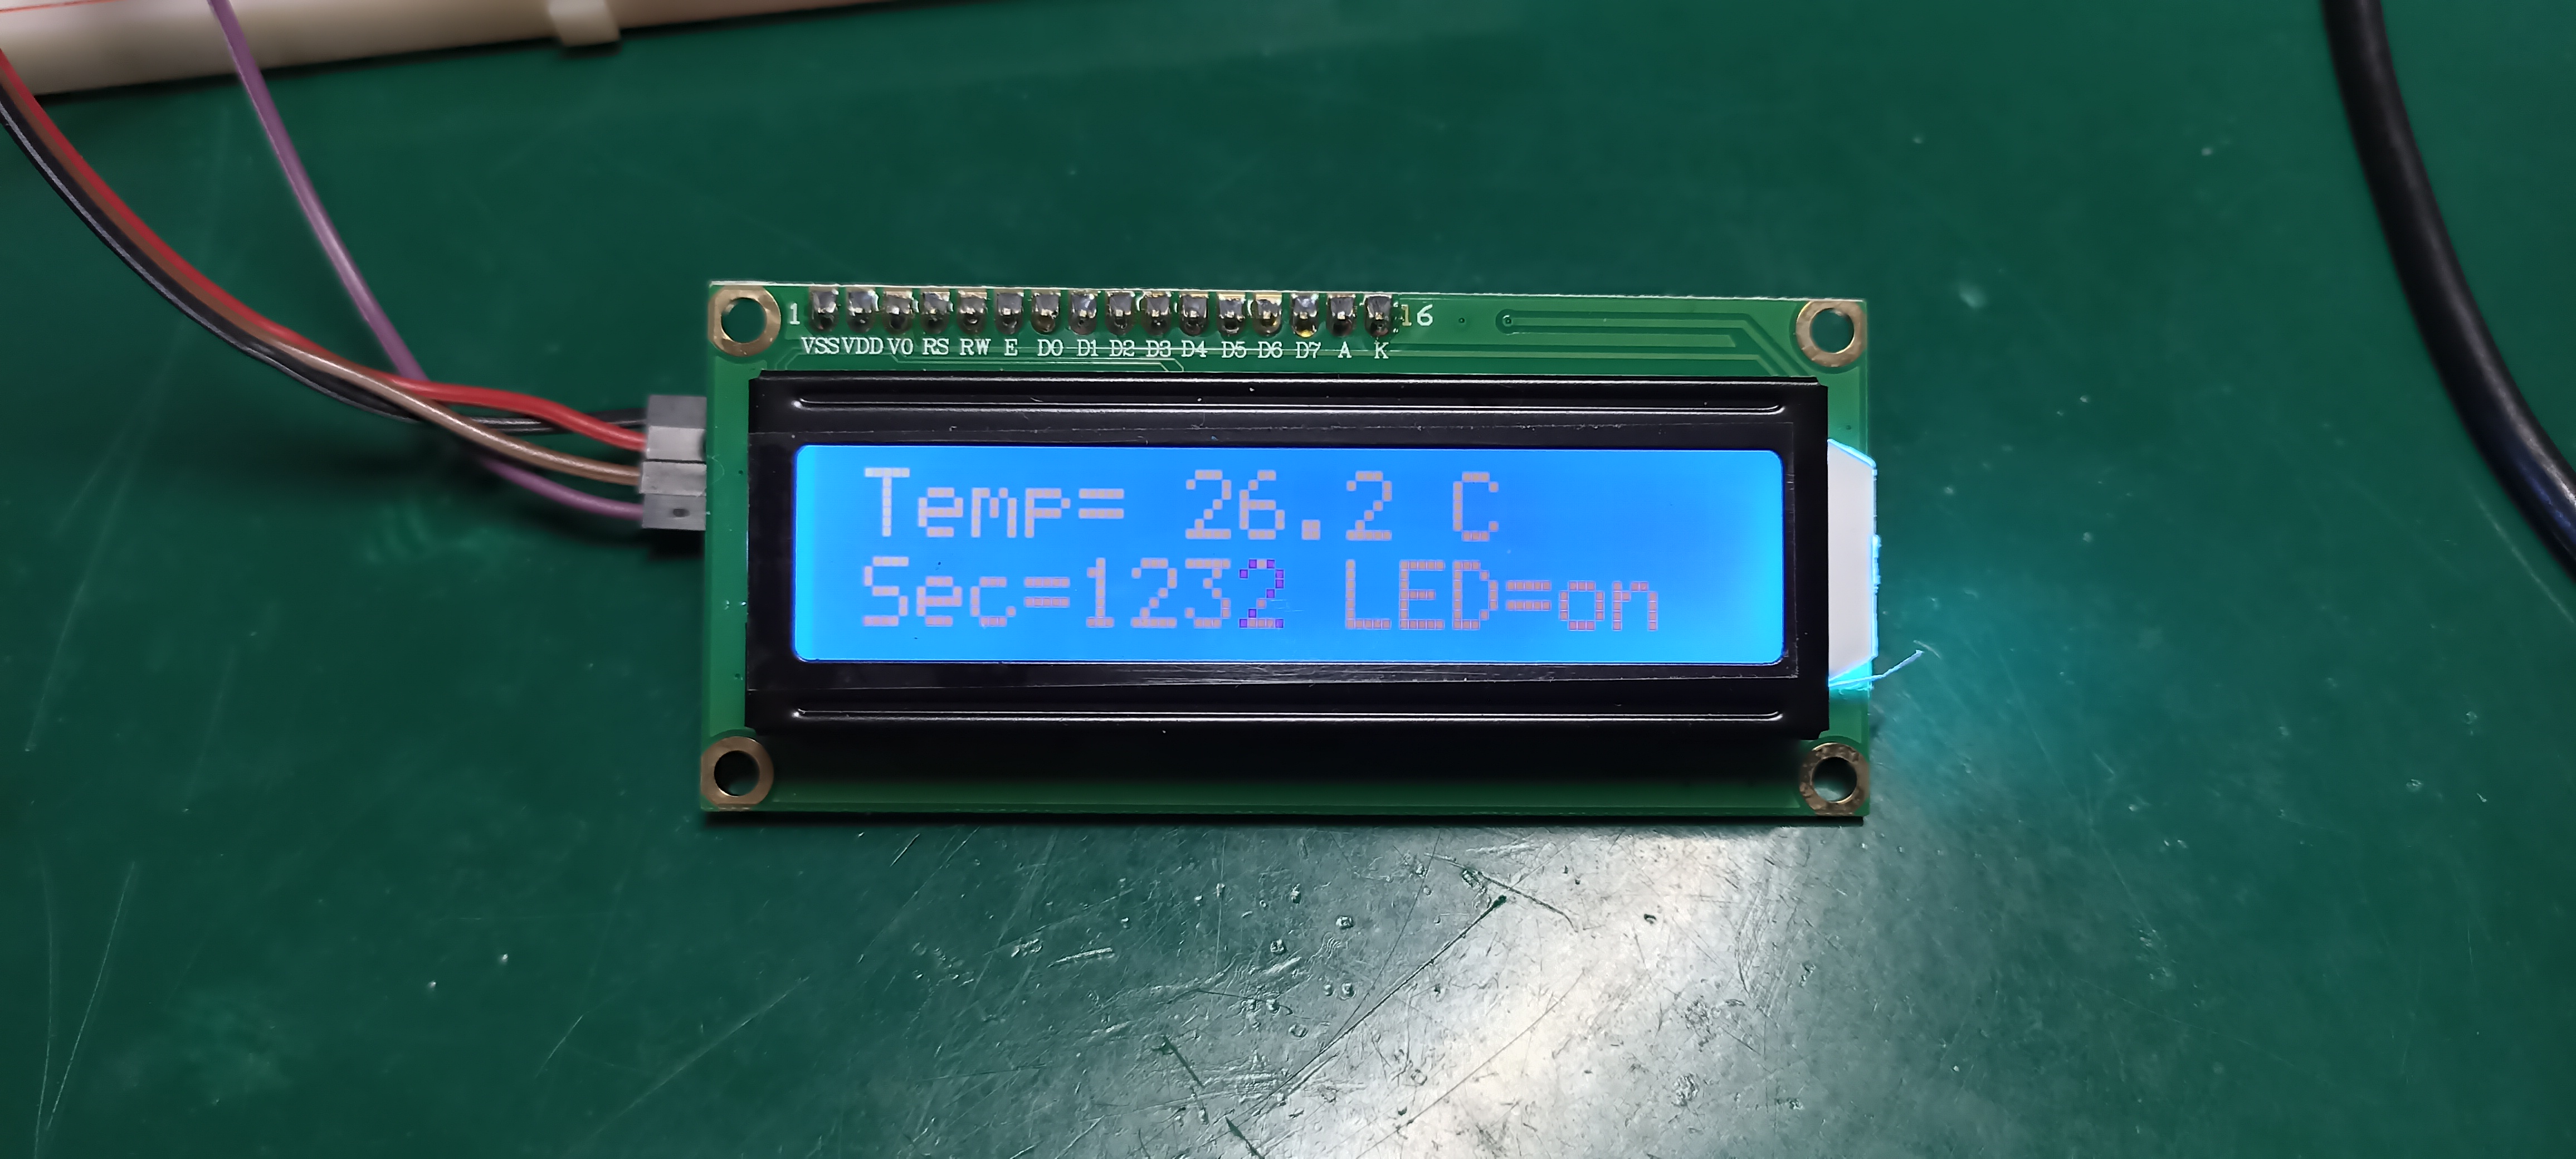 1 16
VSS VDD V0 RS RW E D0 D1 D2 D3 D4 D5 D6 D7 A K
Temp= 26.2 C
Sec=1232 LED=on